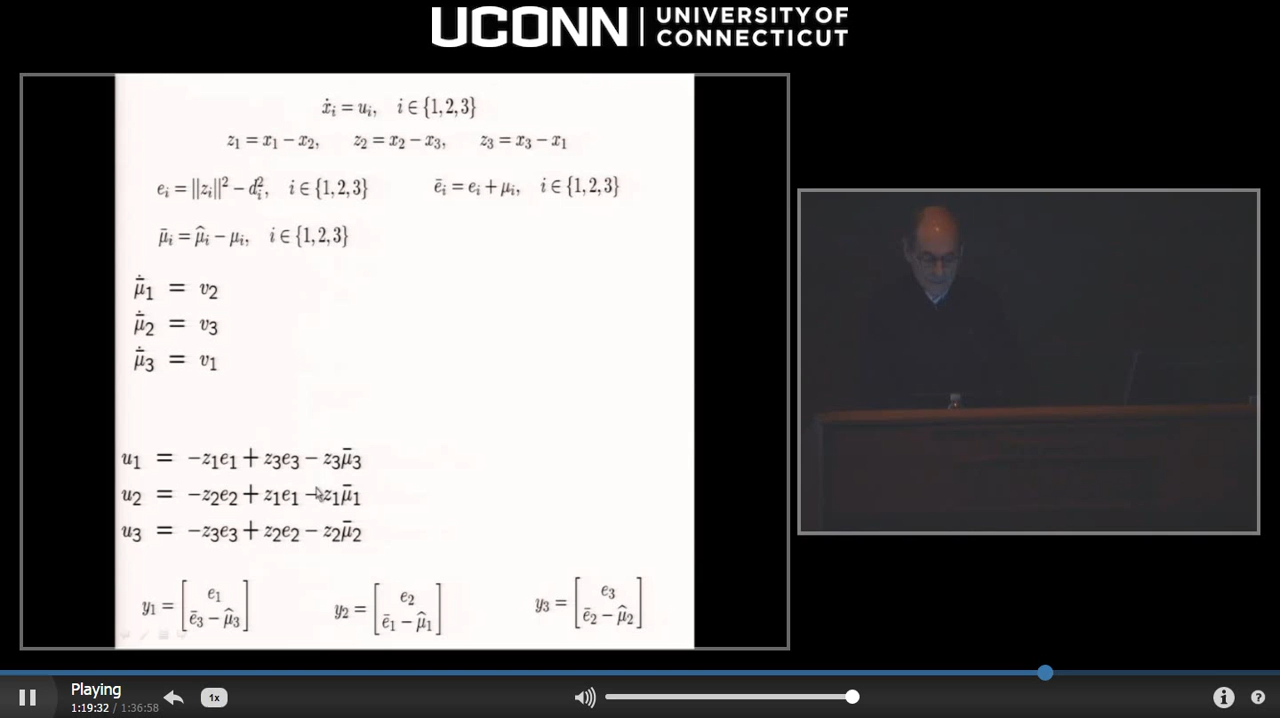 UCONN | UNIVERSITY OF
CONNECTICUT
ẋᵢ = uᵢ, i ∈ {1,2,3}
z₁ = x₁ − x₂, z₂ = x₂ − x₃, z₃ = x₃ − x₁
eᵢ = ||zᵢ||² − dᵢ², i ∈ {1,2,3} ēᵢ = eᵢ + μᵢ, i ∈ {1,2,3}
μ̄ᵢ = μ̂ᵢ − μᵢ, i ∈ {1,2,3}
μ̄̇₁ = v₂
μ̄̇₂ = v₃
μ̄̇₃ = v₁
u₁ = −z₁e₁ + z₃e₃ − z₃μ̄₃
u₂ = −z₂e₂ + z₁e₁ − z₁μ̄₁
u₃ = −z₃e₃ + z₂e₂ − z₂μ̄₂
y₁ = [e₁ ; ē₃ − μ̂₃] y₂ = [e₂ ; ē₁ − μ̂₁] y₃ = [e₃ ; ē₂ − μ̂₂]
Playing
1:19:32 / 1:36:58
1x